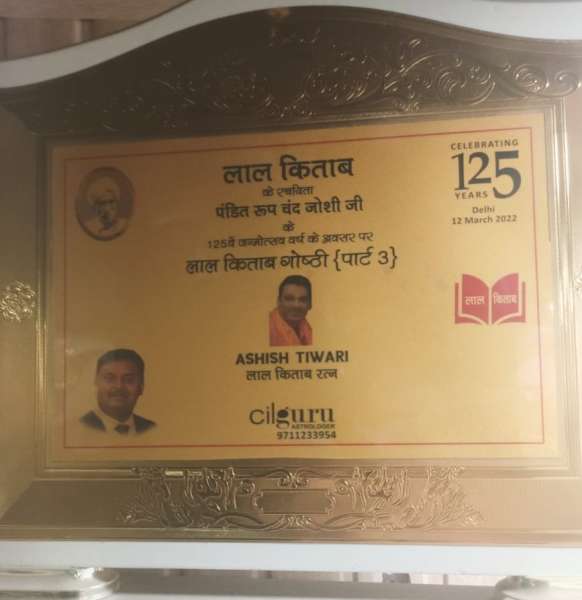 लाल किताब
के रचयिता
पंडित रूप चंद जोशी जी
के
125वें जन्मोत्सव वर्ष के अवसर पर
लाल किताब गोष्ठी {पार्ट 3}
CELEBRATING
125
YEARS
Delhi
12 March 2022
लाल किताब
ASHISH TIWARI
लाल किताब रत्न
cilguru
ASTROLOGER
9711233954